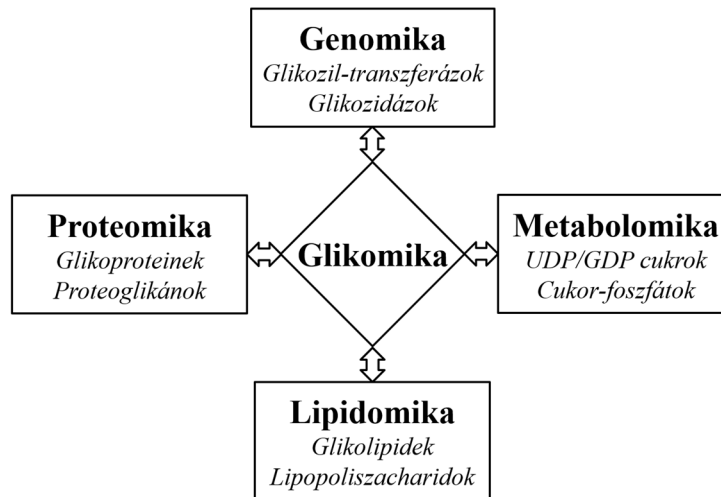 Genomika
Glikozil-transzferázok
Glikozidázok
Proteomika
Glikoproteinek
Proteoglikánok
Glikomika
Metabolomika
UDP/GDP cukrok
Cukor-foszfátok
Lipidomika
Glikolipidek
Lipopoliszacharidok